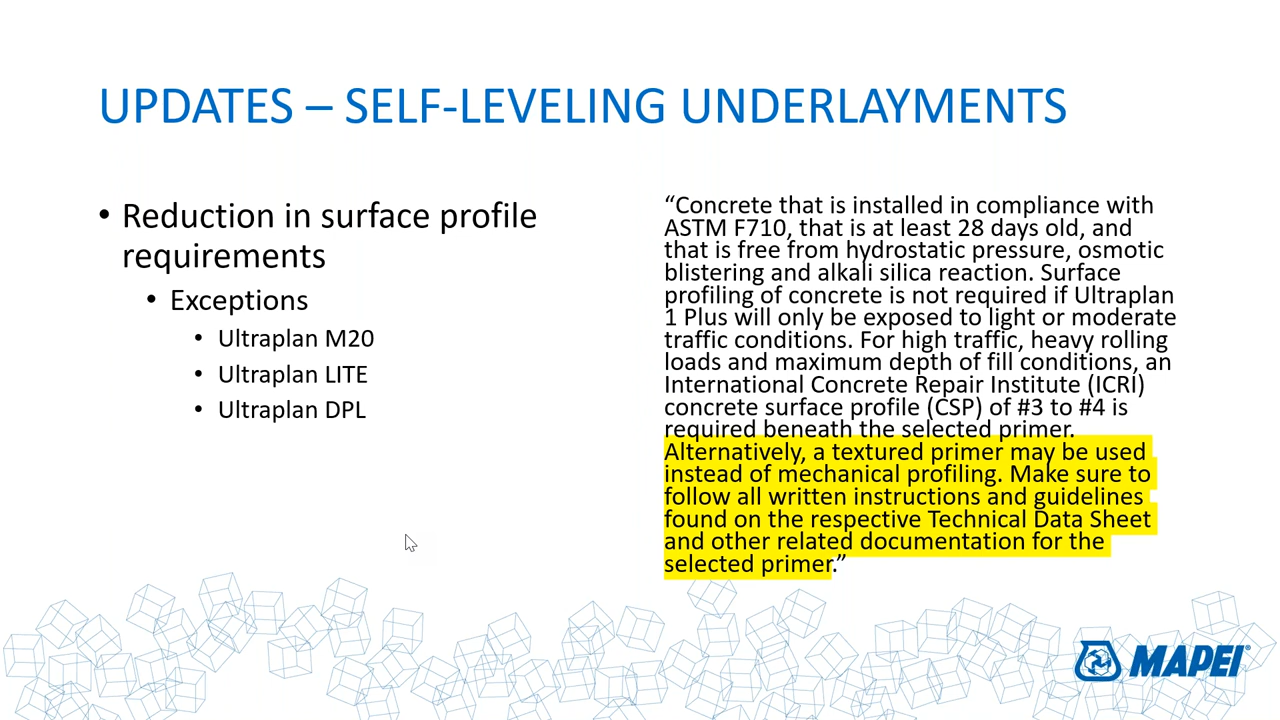 UPDATES – SELF-LEVELING UNDERLAYMENTS
• Reduction in surface profile
requirements
• Exceptions
• Ultraplan M20
• Ultraplan LITE
• Ultraplan DPL
“Concrete that is installed in compliance with
ASTM F710, that is at least 28 days old, and
that is free from hydrostatic pressure, osmotic
blistering and alkali silica reaction. Surface
profiling of concrete is not required if Ultraplan
1 Plus will only be exposed to light or moderate
traffic conditions. For high traffic, heavy rolling
loads and maximum depth of fill conditions, an
International Concrete Repair Institute (ICRI)
concrete surface profile (CSP) of #3 to #4 is
required beneath the selected primer.
Alternatively, a textured primer may be used
instead of mechanical profiling. Make sure to
follow all written instructions and guidelines
found on the respective Technical Data Sheet
and other related documentation for the
selected primer.”
MAPEI®